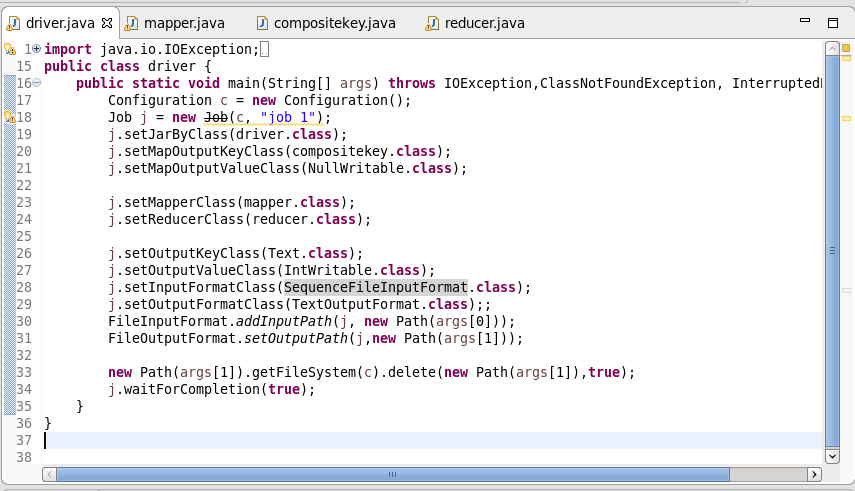 driver.java mapper.java compositekey.java reducer.java
1 import java.io.IOException;
15 public class driver {
16 public static void main(String[] args) throws IOException,ClassNotFoundException, Interrupted
17 Configuration c = new Configuration();
18 Job j = new Job(c, "job 1");
19 j.setJarByClass(driver.class);
20 j.setMapOutputKeyClass(compositekey.class);
21 j.setMapOutputValueClass(NullWritable.class);
22
23 j.setMapperClass(mapper.class);
24 j.setReducerClass(reducer.class);
25
26 j.setOutputKeyClass(Text.class);
27 j.setOutputValueClass(IntWritable.class);
28 j.setInputFormatClass(SequenceFileInputFormat.class);
29 j.setOutputFormatClass(TextOutputFormat.class);;
30 FileInputFormat.addInputPath(j, new Path(args[0]));
31 FileOutputFormat.setOutputPath(j,new Path(args[1]));
32
33 new Path(args[1]).getFileSystem(c).delete(new Path(args[1]),true);
34 j.waitForCompletion(true);
35 }
36 }
37
38